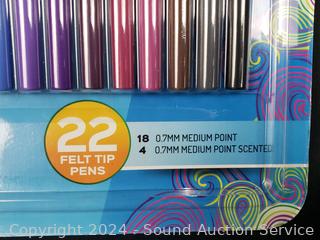 22
FELT TIP
PENS
18 0.7MM MEDIUM POINT
4 0.7MM MEDIUM POINT SCENTED
Copyright 2024 - Sound Auction Service